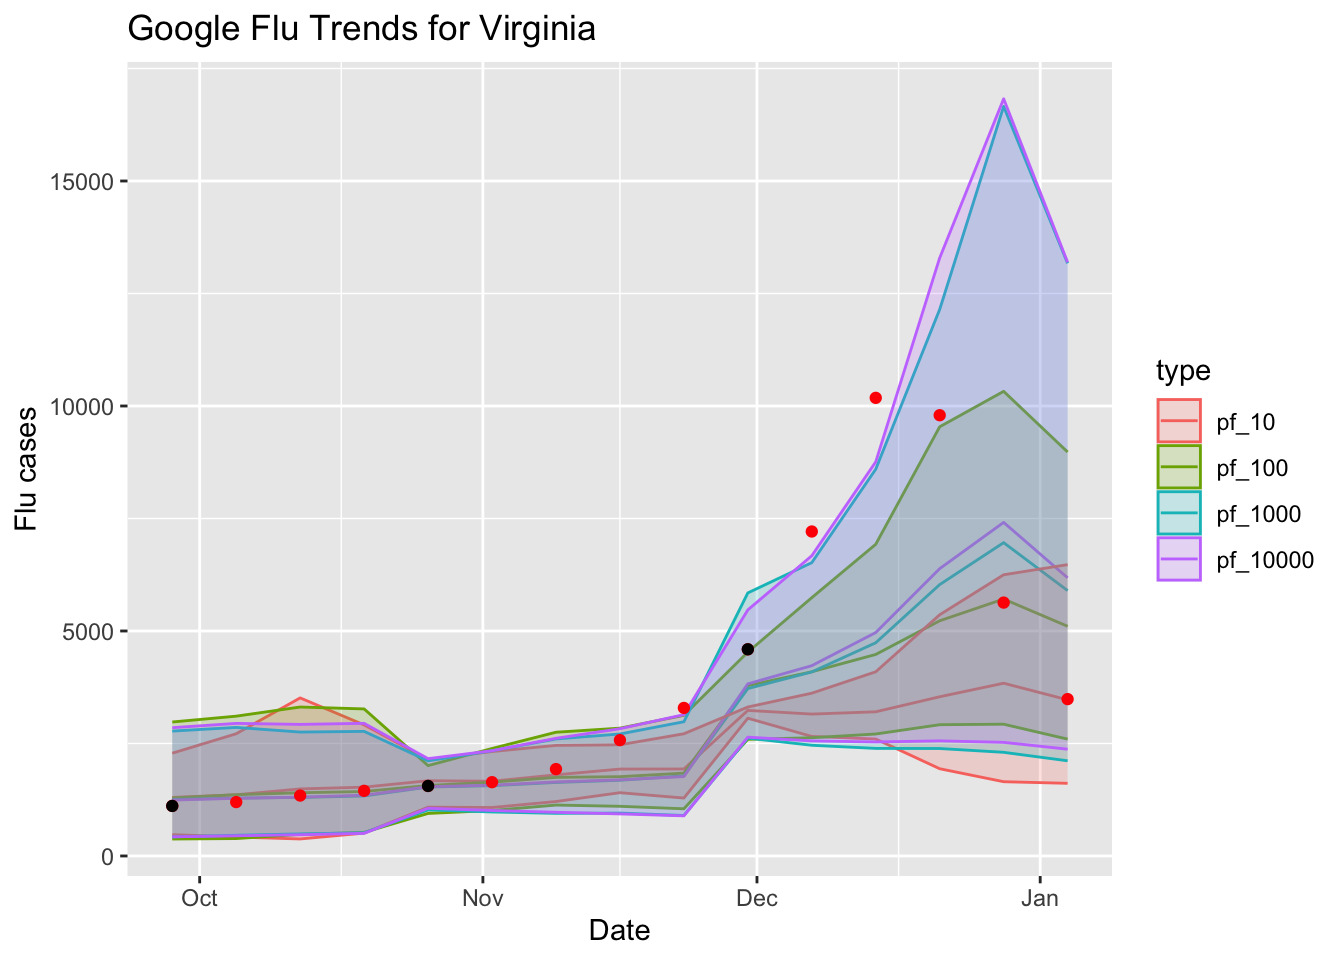 Google Flu Trends for Virginia
Flu cases
15000
10000
5000
0
Oct
Nov
Dec
Jan
Date
type
pf_10
pf_100
pf_1000
pf_10000